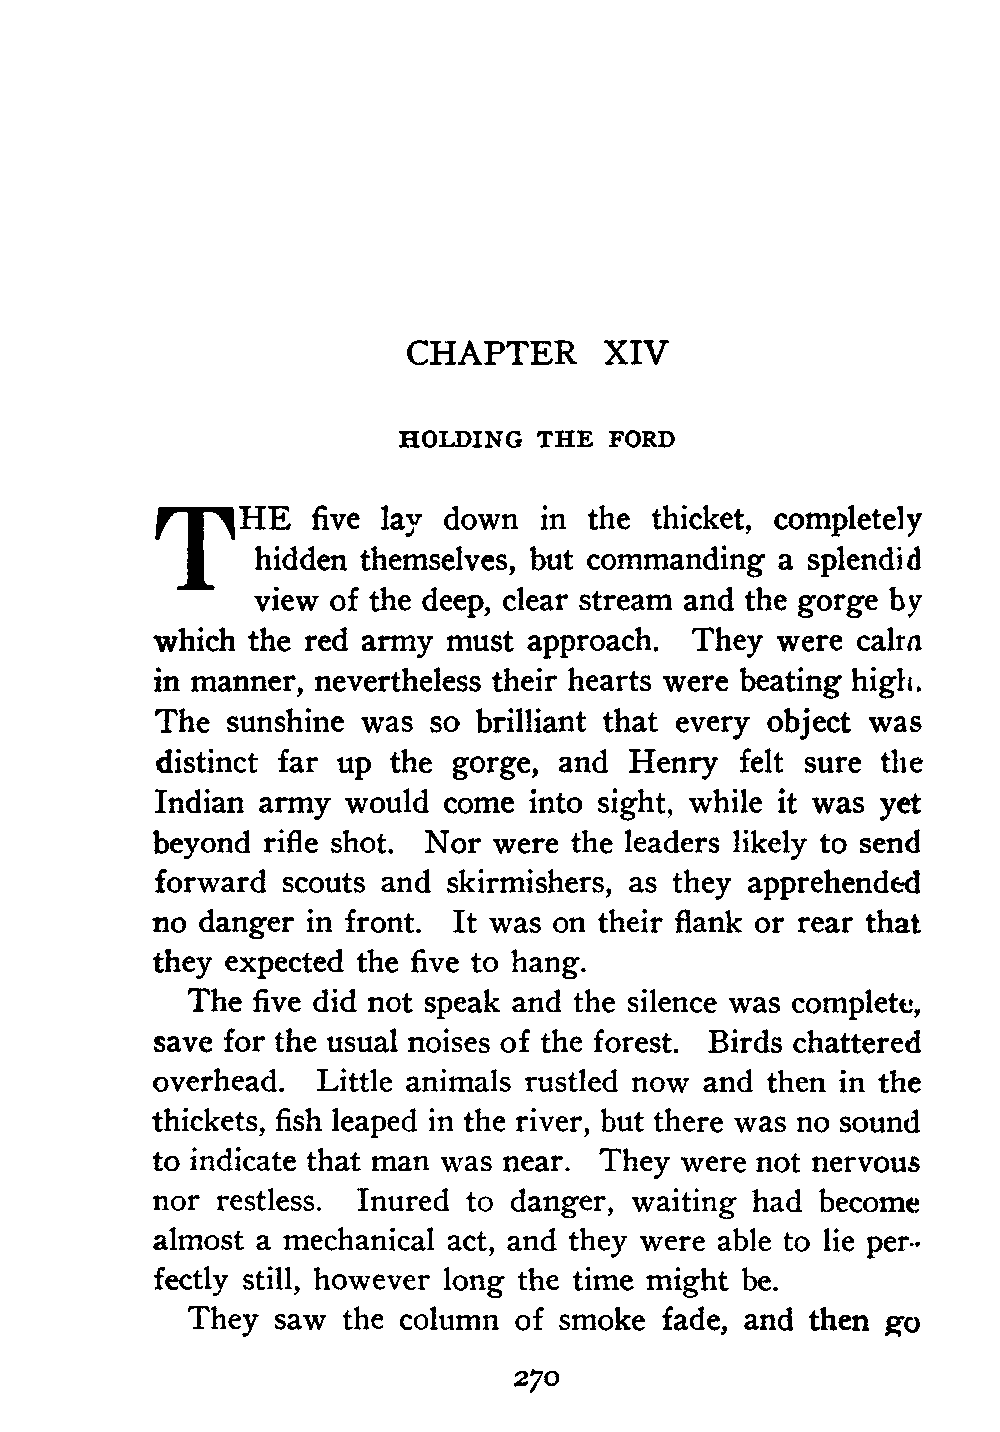 CHAPTER XIV
HOLDING THE FORD
THE five lay down in the thicket, completely
hidden themselves, but commanding a splendid
view of the deep, clear stream and the gorge by
which the red army must approach. They were calm
in manner, nevertheless their hearts were beating high.
The sunshine was so brilliant that every object was
distinct far up the gorge, and Henry felt sure the
Indian army would come into sight, while it was yet
beyond rifle shot. Nor were the leaders likely to send
forward scouts and skirmishers, as they apprehended
no danger in front. It was on their flank or rear that
they expected the five to hang.
The five did not speak and the silence was complete,
save for the usual noises of the forest. Birds chattered
overhead. Little animals rustled now and then in the
thickets, fish leaped in the river, but there was no sound
to indicate that man was near. They were not nervous
nor restless. Inured to danger, waiting had become
almost a mechanical act, and they were able to lie per-
fectly still, however long the time might be.
They saw the column of smoke fade, and then go
270